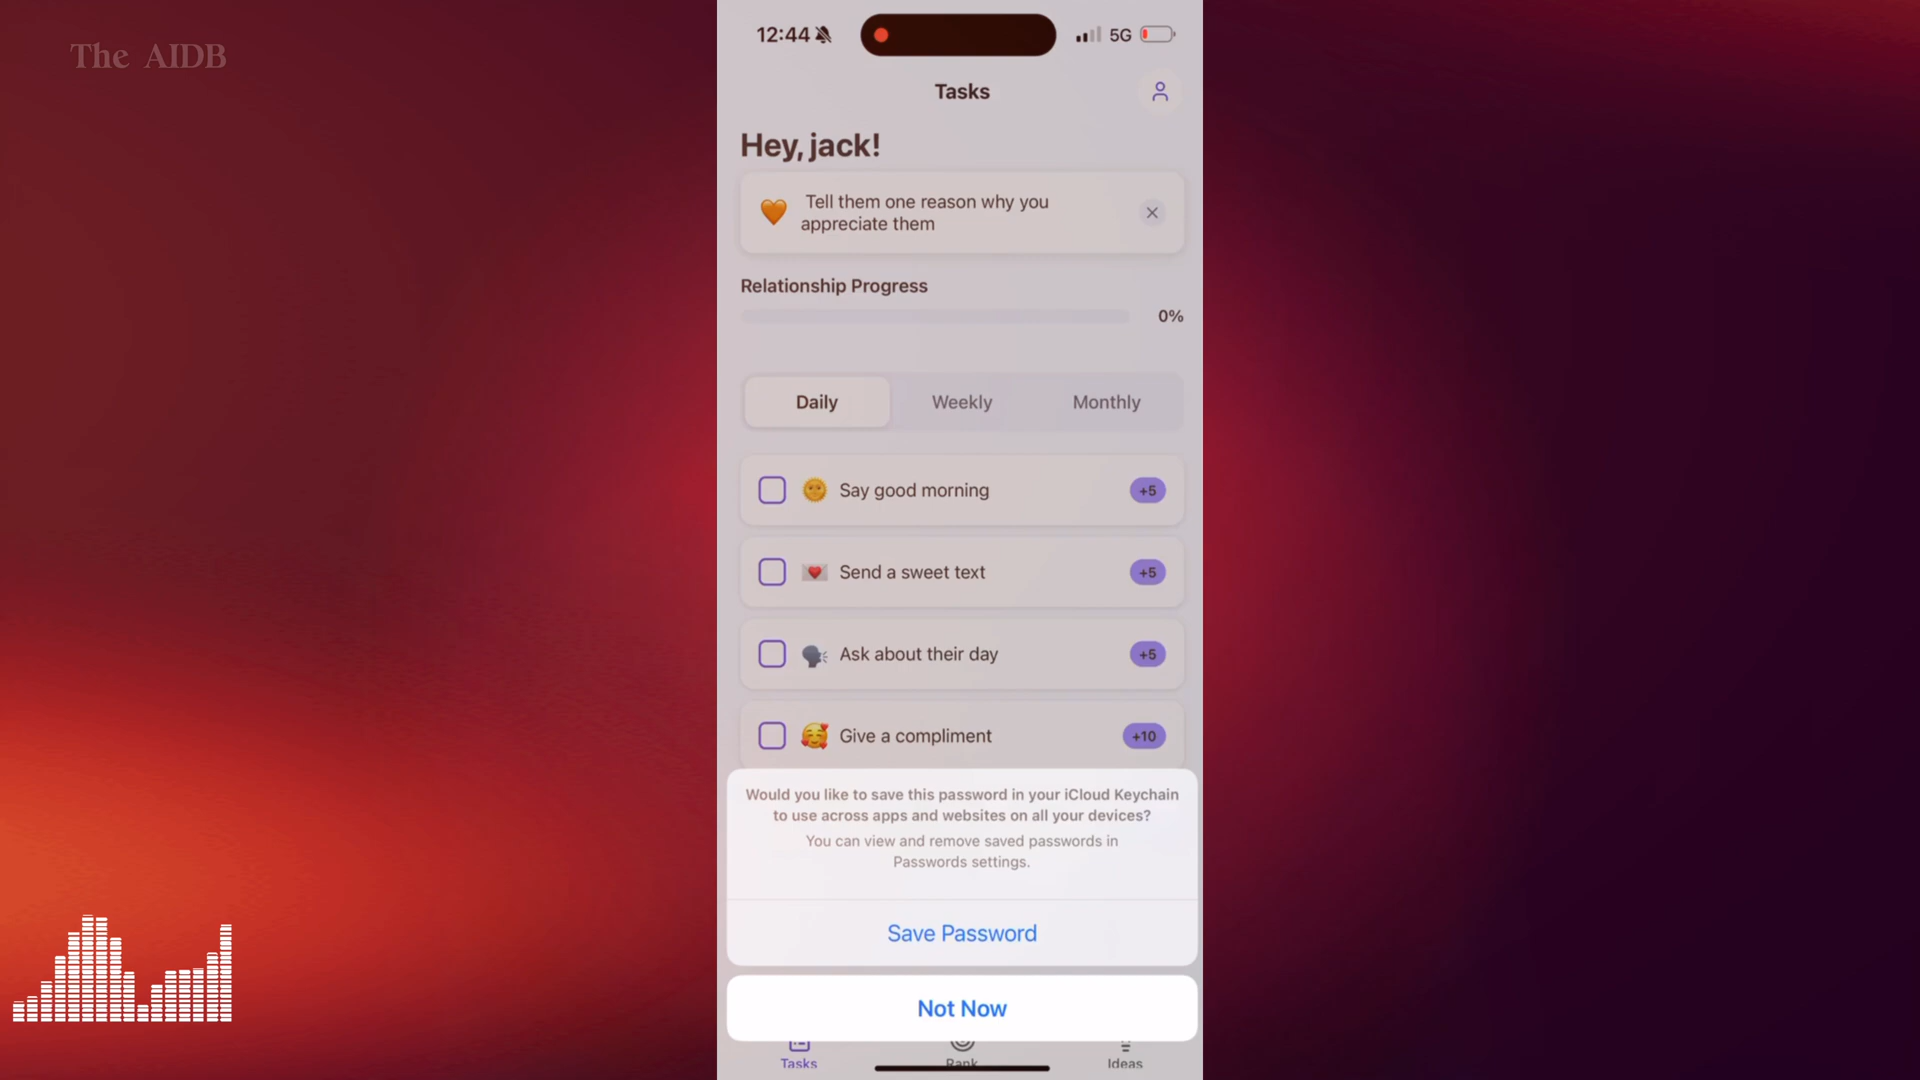 The AIDB
12:44
5G
Tasks
Hey, jack!
Tell them one reason why you
appreciate them
Relationship Progress
0%
Daily
Weekly
Monthly
Say good morning
+5
Send a sweet text
+5
Ask about their day
+5
Give a compliment
+10
Would you like to save this password in your iCloud Keychain
to use across apps and websites on all your devices?
You can view and remove saved passwords in
Passwords settings.
Save Password
Not Now
Tasks
Rank
Ideas